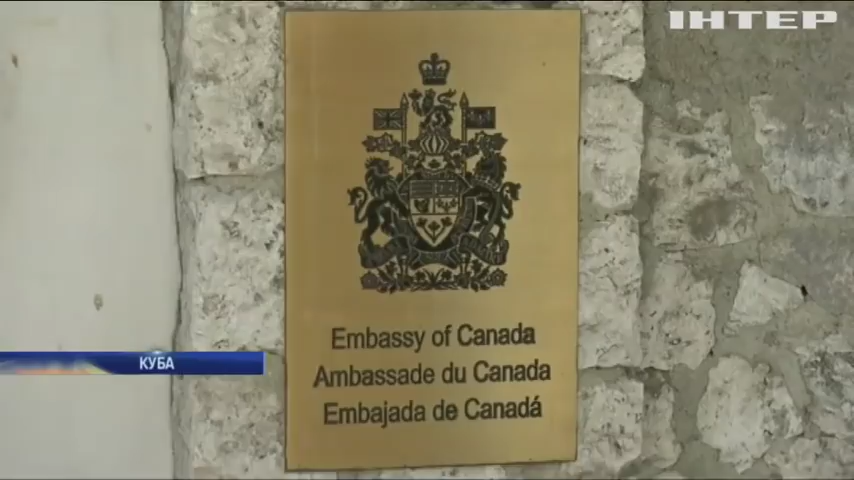 ІНТЕР
Embassy of Canada
Ambassade du Canada
Embajada de Canadá
КУБА